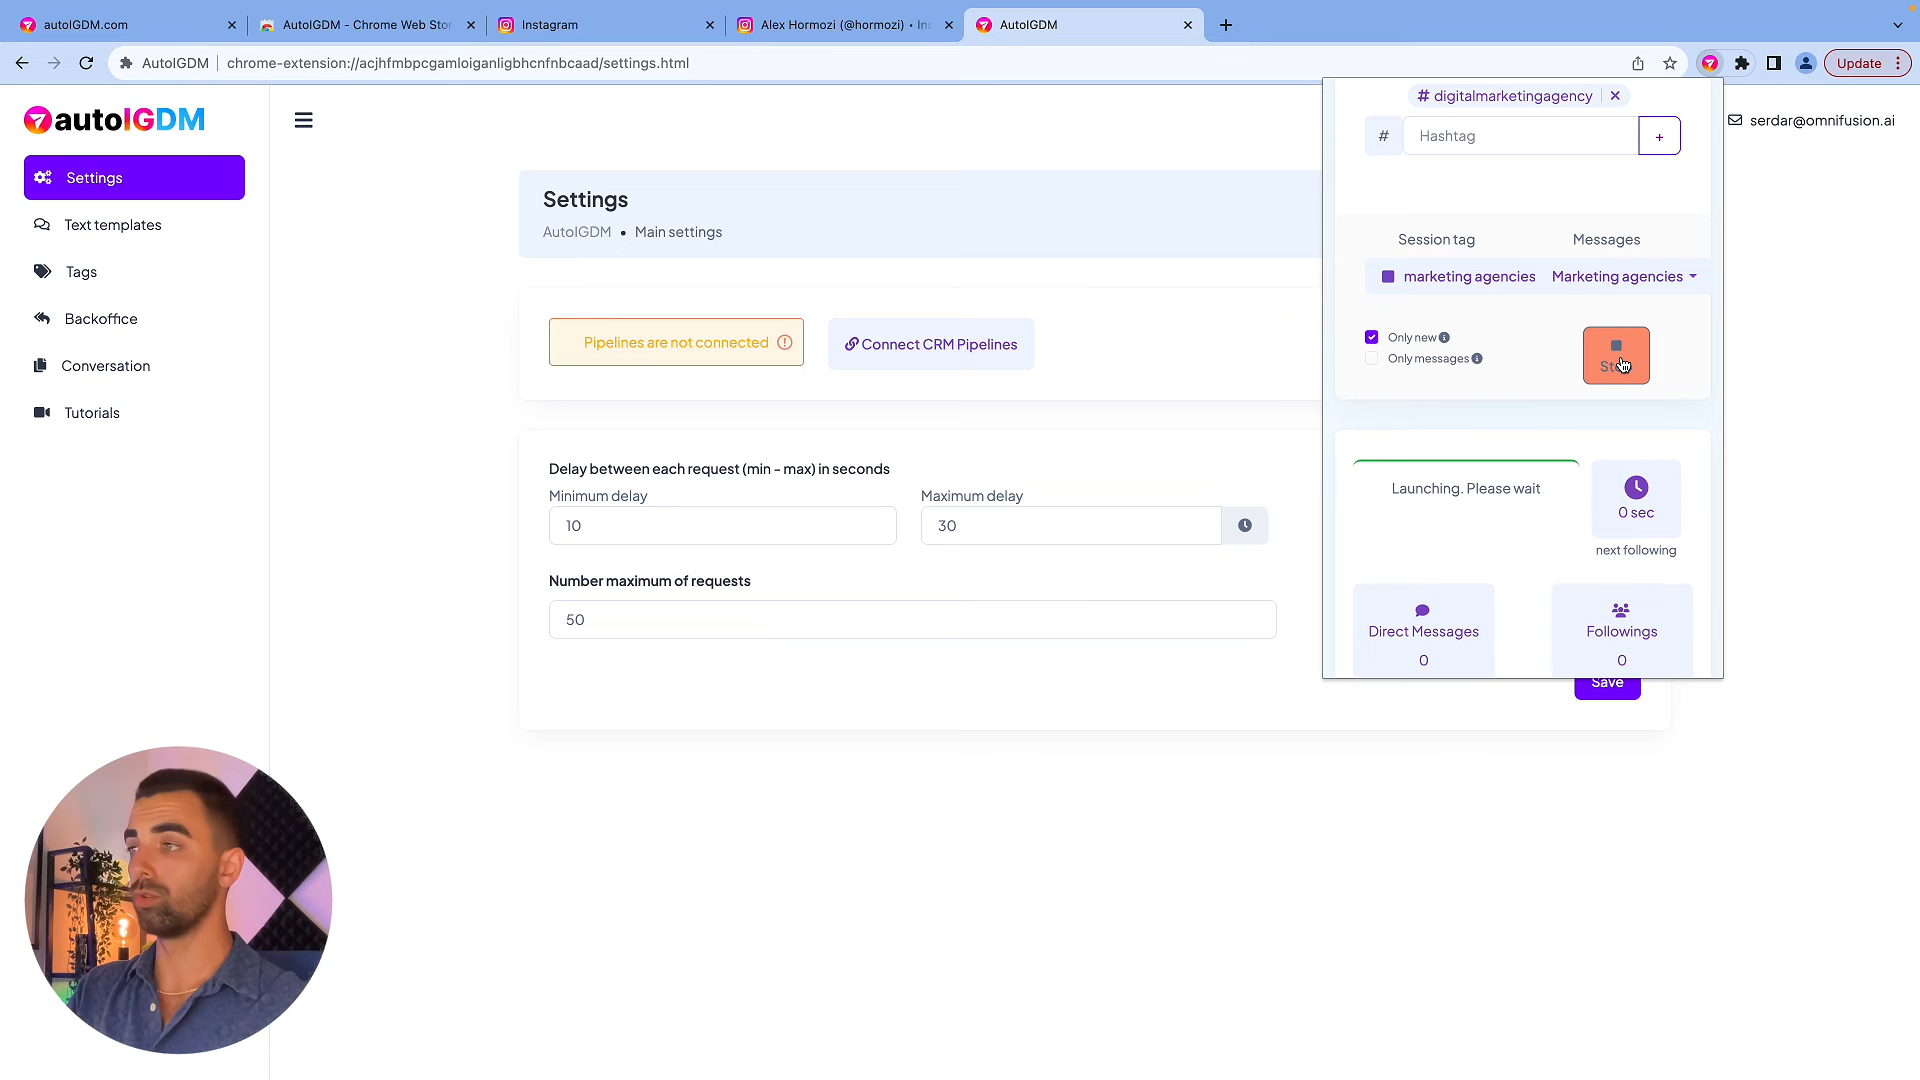 autoIGDM.com
AutoIGDM - Chrome Web Sto
Instagram
Alex Hormozi (@hormozi) • Ins
AutoIGDM
AutoIGDM
chrome-extension://acjhfmbpcgamloiganligbhcnfnbcaad/settings.html
Update
autoIGDM
serdar@omnifusion.ai
Settings
Text templates
Tags
Backoffice
Conversation
Tutorials
Settings
AutoIGDM • Main settings
Pipelines are not connected
Connect CRM Pipelines
Delay between each request (min - max) in seconds
Minimum delay
Maximum delay
10
30
Number maximum of requests
50
Save
# digitalmarketingagency
# Hashtag +
Session tag
Messages
marketing agencies
Marketing agencies
Only new
Only messages
Launching. Please wait
0 sec
next following
Direct Messages
0
Followings
0